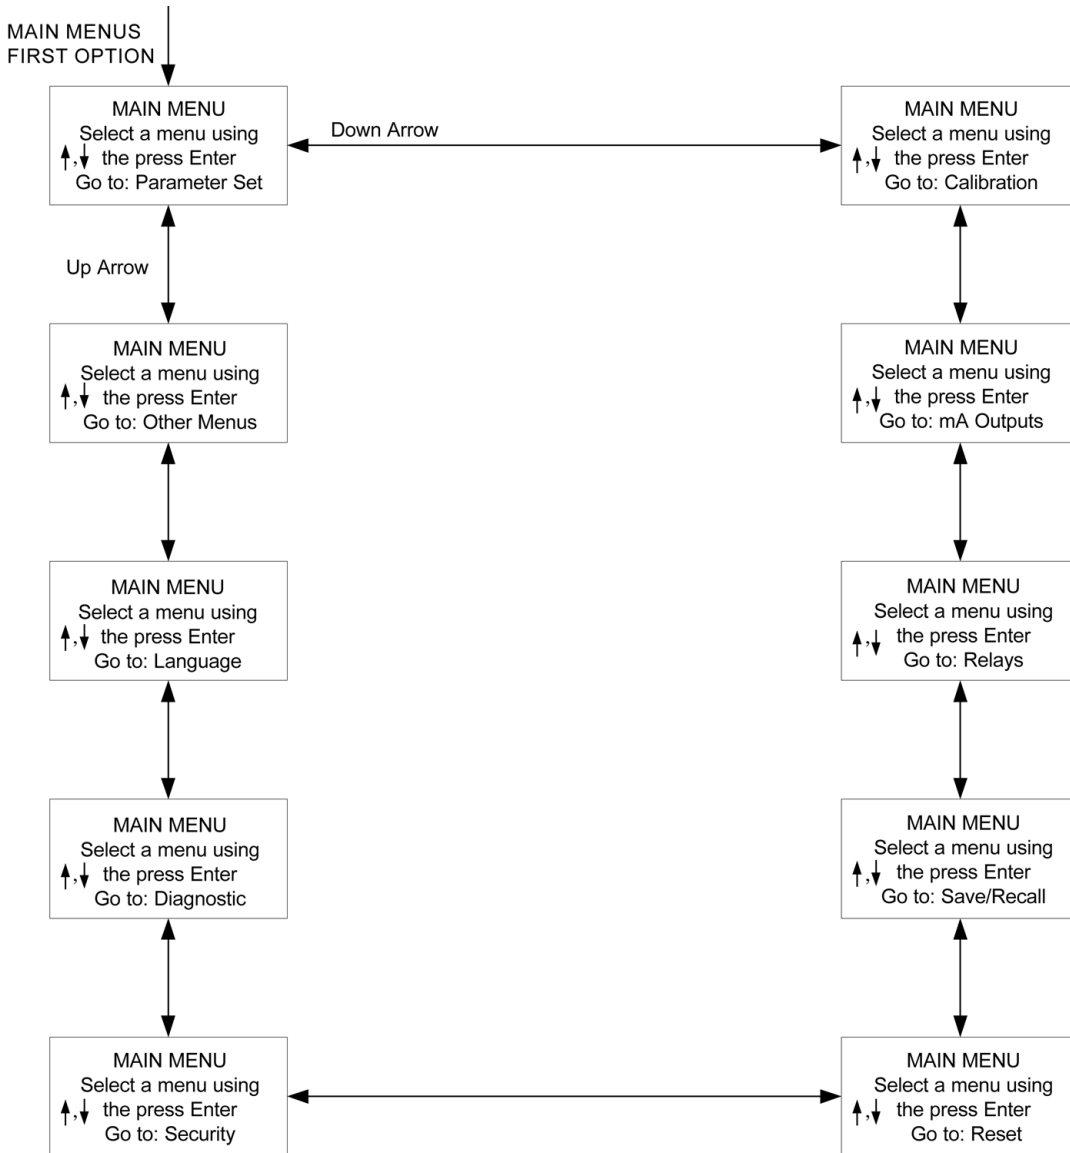 MAIN MENUS
FIRST OPTION
MAIN MENU
Select a menu using
↑,↓ the press Enter
Go to: Parameter Set
Down Arrow
MAIN MENU
Select a menu using
↑,↓ the press Enter
Go to: Calibration
Up Arrow
MAIN MENU
Select a menu using
↑,↓ the press Enter
Go to: Other Menus
MAIN MENU
Select a menu using
↑,↓ the press Enter
Go to: mA Outputs
MAIN MENU
Select a menu using
↑,↓ the press Enter
Go to: Language
MAIN MENU
Select a menu using
↑,↓ the press Enter
Go to: Relays
MAIN MENU
Select a menu using
↑,↓ the press Enter
Go to: Diagnostic
MAIN MENU
Select a menu using
↑,↓ the press Enter
Go to: Save/Recall
MAIN MENU
Select a menu using
↑,↓ the press Enter
Go to: Security
MAIN MENU
Select a menu using
↑,↓ the press Enter
Go to: Reset